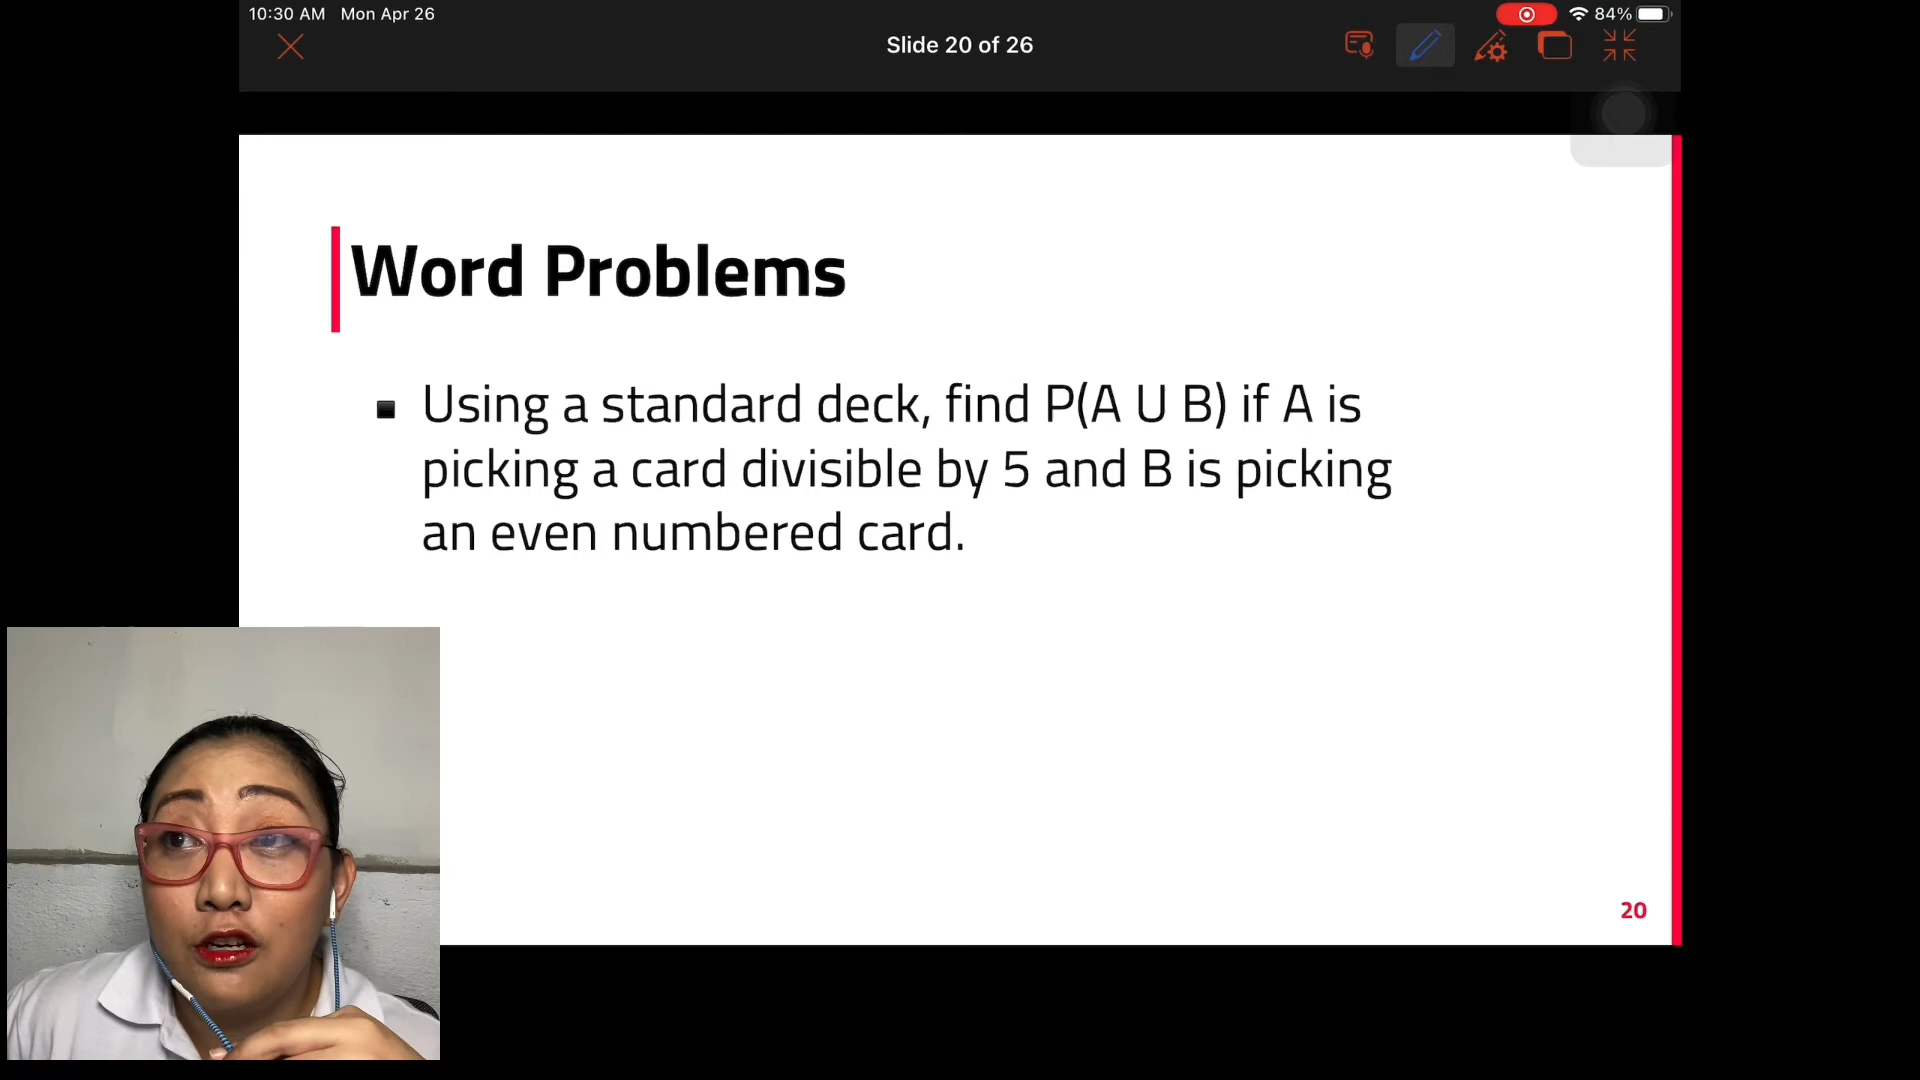 10:30 AM Mon Apr 26
84%
Slide 20 of 26
Word Problems
Using a standard deck, find P(A U B) if A is
picking a card divisible by 5 and B is picking
an even numbered card.
20